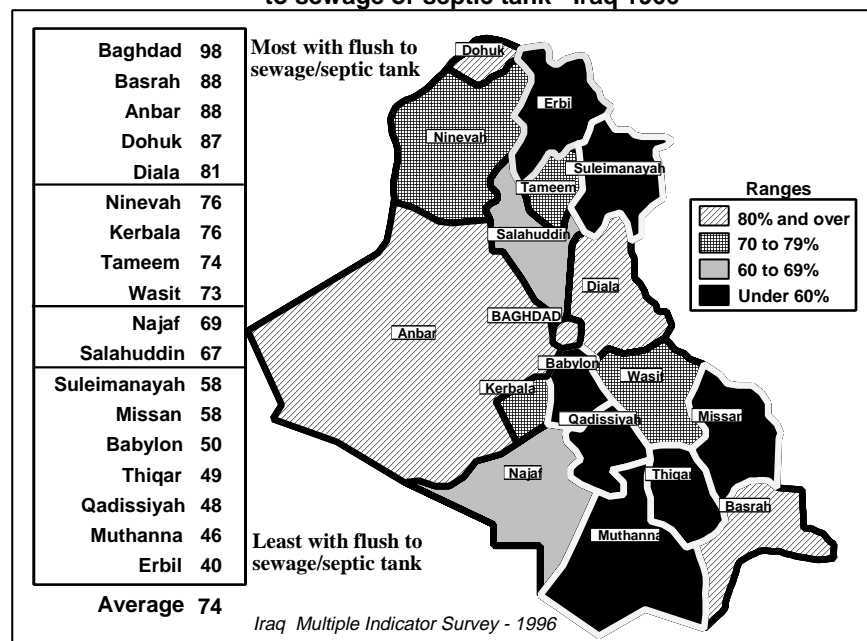 to sewage or septic tank - Iraq 1966
Baghdad 98
Basrah 88
Anbar 88
Dohuk 87
Diala 81
Ninevah 76
Kerbala 76
Tameem 74
Wasit 73
Najaf 69
Salahuddin 67
Suleimanayah 58
Missan 58
Babylon 50
Thiqar 49
Qadissiyah 48
Muthanna 46
Erbil 40
Average 74
Most with flush to
sewage/septic tank
Least with flush to
sewage/septic tank
Dohuk
Erbi
Ninevah
Tameem
Suleimanayah
Salahuddin
Diala
BAGHDAD
Anbar
Babylon
Wasit
Kerbala
Qadissiyah
Missan
Najaf
Thiqar
Basrah
Muthanna
Ranges
80% and over
70 to 79%
60 to 69%
Under 60%
Iraq Multiple Indicator Survey - 1996